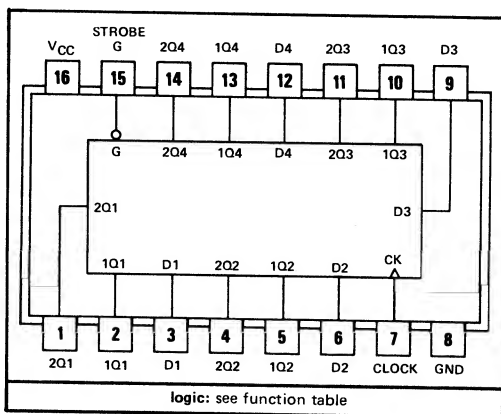 STROBE
VCC G 2Q4 1Q4 D4 2Q3 1Q3 D3
16 15 14 13 12 11 10 9
G 2Q4 1Q4 D4 2Q3 1Q3
2Q1 D3
CK
1Q1 D1 2Q2 1Q2 D2
1 2 3 4 5 6 7 8
2Q1 1Q1 D1 2Q2 1Q2 D2 CLOCK GND
logic: see function table